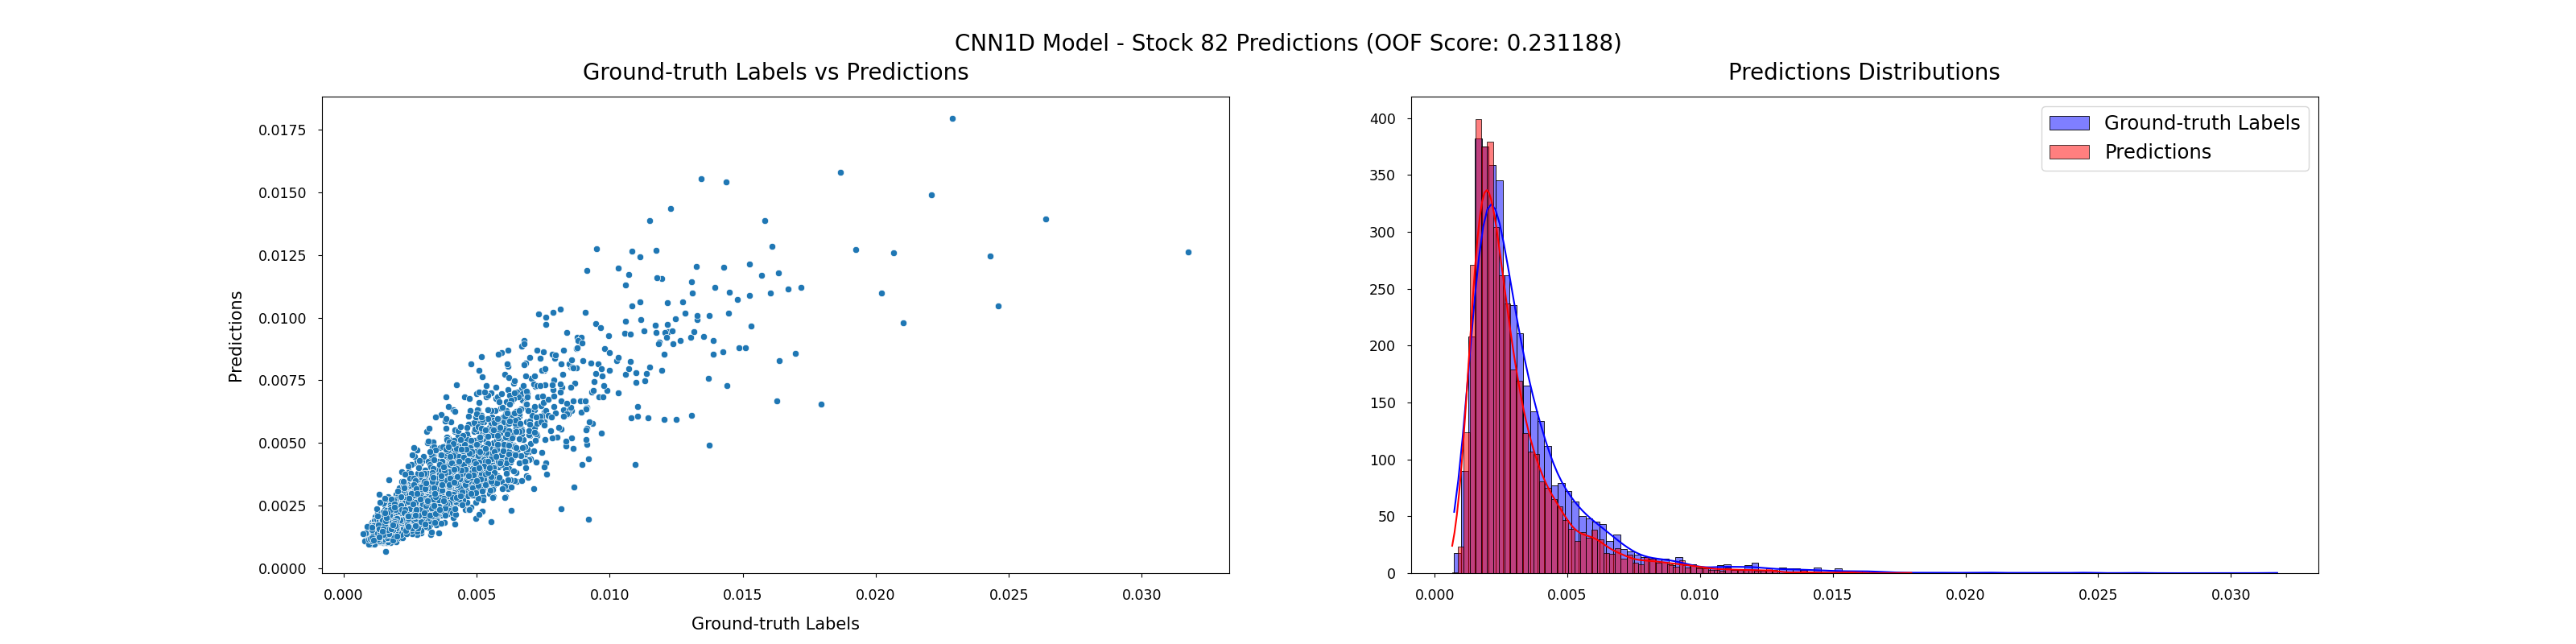 CNN1D Model - Stock 82 Predictions (OOF Score: 0.231188)
Ground-truth Labels vs Predictions
Predictions
0.0175
0.0150
0.0125
0.0100
0.0075
0.0050
0.0025
0.0000
0.000 0.005 0.010 0.015 0.020 0.025 0.030
Ground-truth Labels
Predictions Distributions
Ground-truth Labels
Predictions
400
350
300
250
200
150
100
50
0
0.000 0.005 0.010 0.015 0.020 0.025 0.030